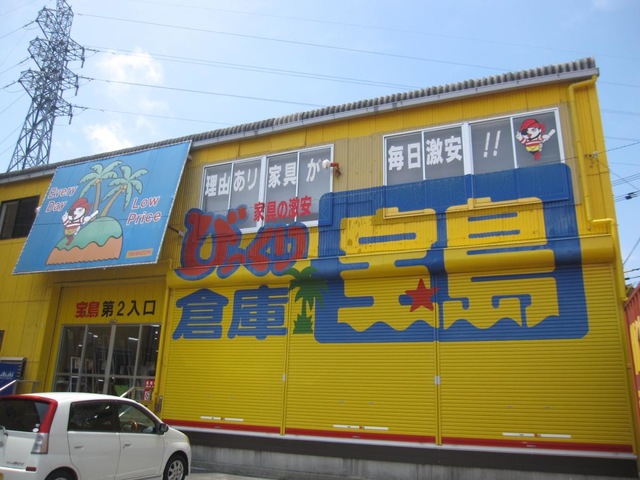 Every Day
Low Price
理由あり家具が
毎日激安!!
家具の激安
びっくり
倉庫
宝島
宝島 第2入口
Asahi